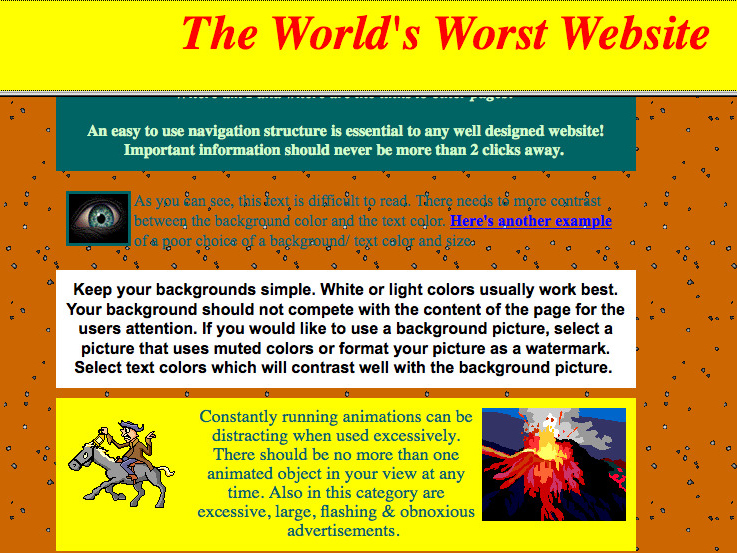 The World's Worst Website
An easy to use navigation structure is essential to any well designed website!
Important information should never be more than 2 clicks away.
As you can see, this text is difficult to read. There needs to more contrast
between the background color and the text color. Here's another example
of a poor choice of a background/ text color and size.
Keep your backgrounds simple. White or light colors usually work best.
Your background should not compete with the content of the page for the
users attention. If you would like to use a background picture, select a
picture that uses muted colors or format your picture as a watermark.
Select text colors which will contrast well with the background picture.
Constantly running animations can be
distracting when used excessively.
There should be no more than one
animated object in your view at any
time. Also in this category are
excessive, large, flashing & obnoxious
advertisements.